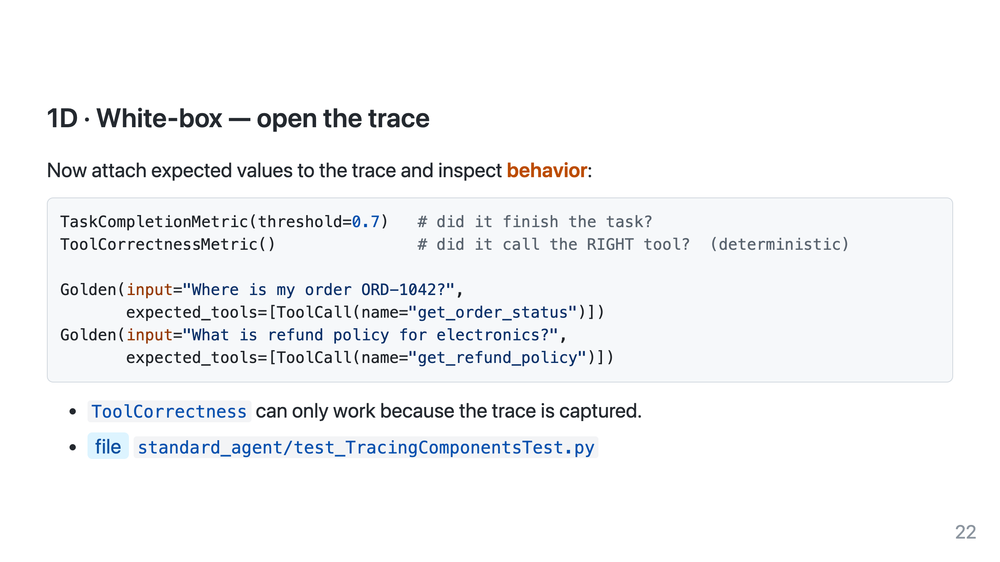 1D · White-box — open the trace
Now attach expected values to the trace and inspect behavior:
TaskCompletionMetric(threshold=0.7)   # did it finish the task?
ToolCorrectnessMetric()               # did it call the RIGHT tool?  (deterministic)
Golden(input="Where is my order ORD-1042?",
       expected_tools=[ToolCall(name="get_order_status")])
Golden(input="What is refund policy for electronics?",
       expected_tools=[ToolCall(name="get_refund_policy")])
• ToolCorrectness can only work because the trace is captured.
• file standard_agent/test_TracingComponentsTest.py
22